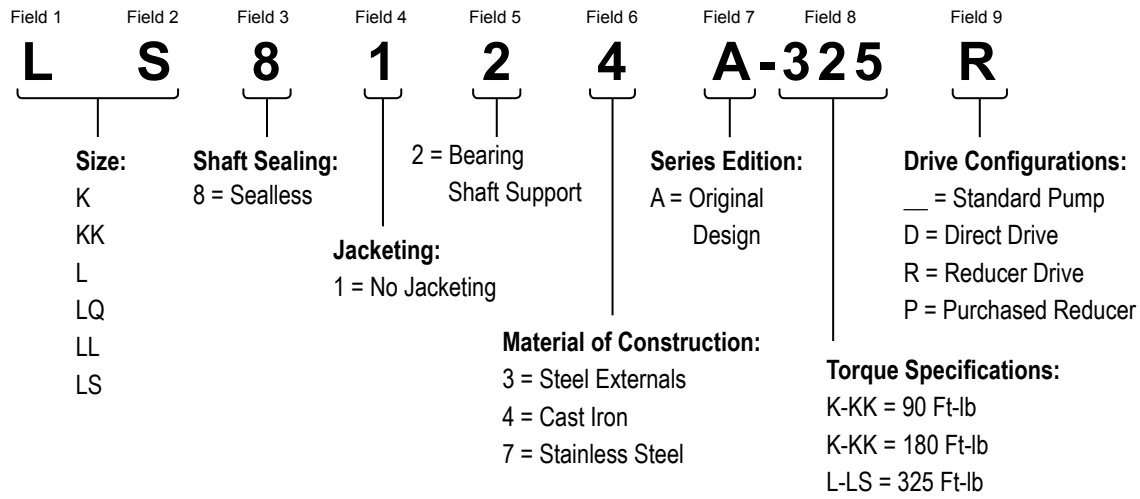 Field 1 Field 2 Field 3 Field 4 Field 5 Field 6 Field 7 Field 8 Field 9
L S 8 1 2 4 A-325 R
Size:
K
KK
L
LQ
LL
LS
Shaft Sealing:
8 = Sealless
Jacketing:
1 = No Jacketing
2 = Bearing
Shaft Support
Material of Construction:
3 = Steel Externals
4 = Cast Iron
7 = Stainless Steel
Series Edition:
A = Original
Design
Torque Specifications:
K-KK = 90 Ft-lb
K-KK = 180 Ft-lb
L-LS = 325 Ft-lb
Drive Configurations:
__ = Standard Pump
D = Direct Drive
R = Reducer Drive
P = Purchased Reducer